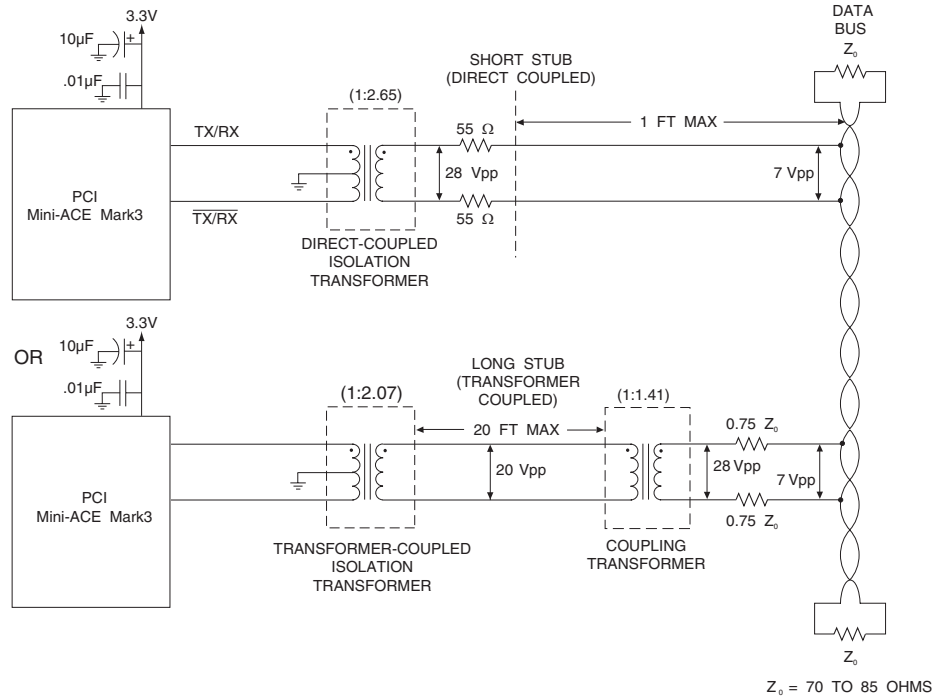 3.3V
10µF
+
.01µF
PCI
Mini-ACE Mark3
TX/RX
TX/RX
(1:2.65)
DIRECT-COUPLED
ISOLATION
TRANSFORMER
28 Vpp
55 Ω
55 Ω
SHORT STUB
(DIRECT COUPLED)
1 FT MAX
7 Vpp
DATA
BUS
Z₀
OR
3.3V
10µF
+
.01µF
PCI
Mini-ACE Mark3
(1:2.07)
TRANSFORMER-COUPLED
ISOLATION
TRANSFORMER
LONG STUB
(TRANSFORMER
COUPLED)
20 FT MAX
20 Vpp
(1:1.41)
COUPLING
TRANSFORMER
28 Vpp
0.75 Z₀
0.75 Z₀
7 Vpp
Z₀
Z₀ = 70 TO 85 OHMS